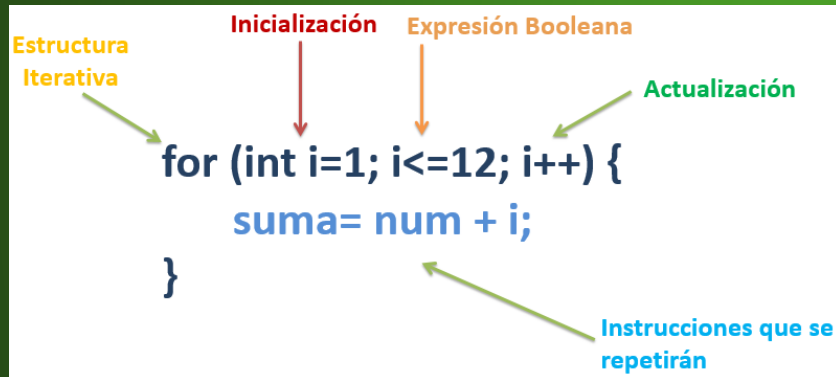 Inicialización
Expresión Booleana
Estructura
Iterativa
Actualización
for (int i=1; i<=12; i++) {
suma= num + i;
}
Instrucciones que se
repetirán